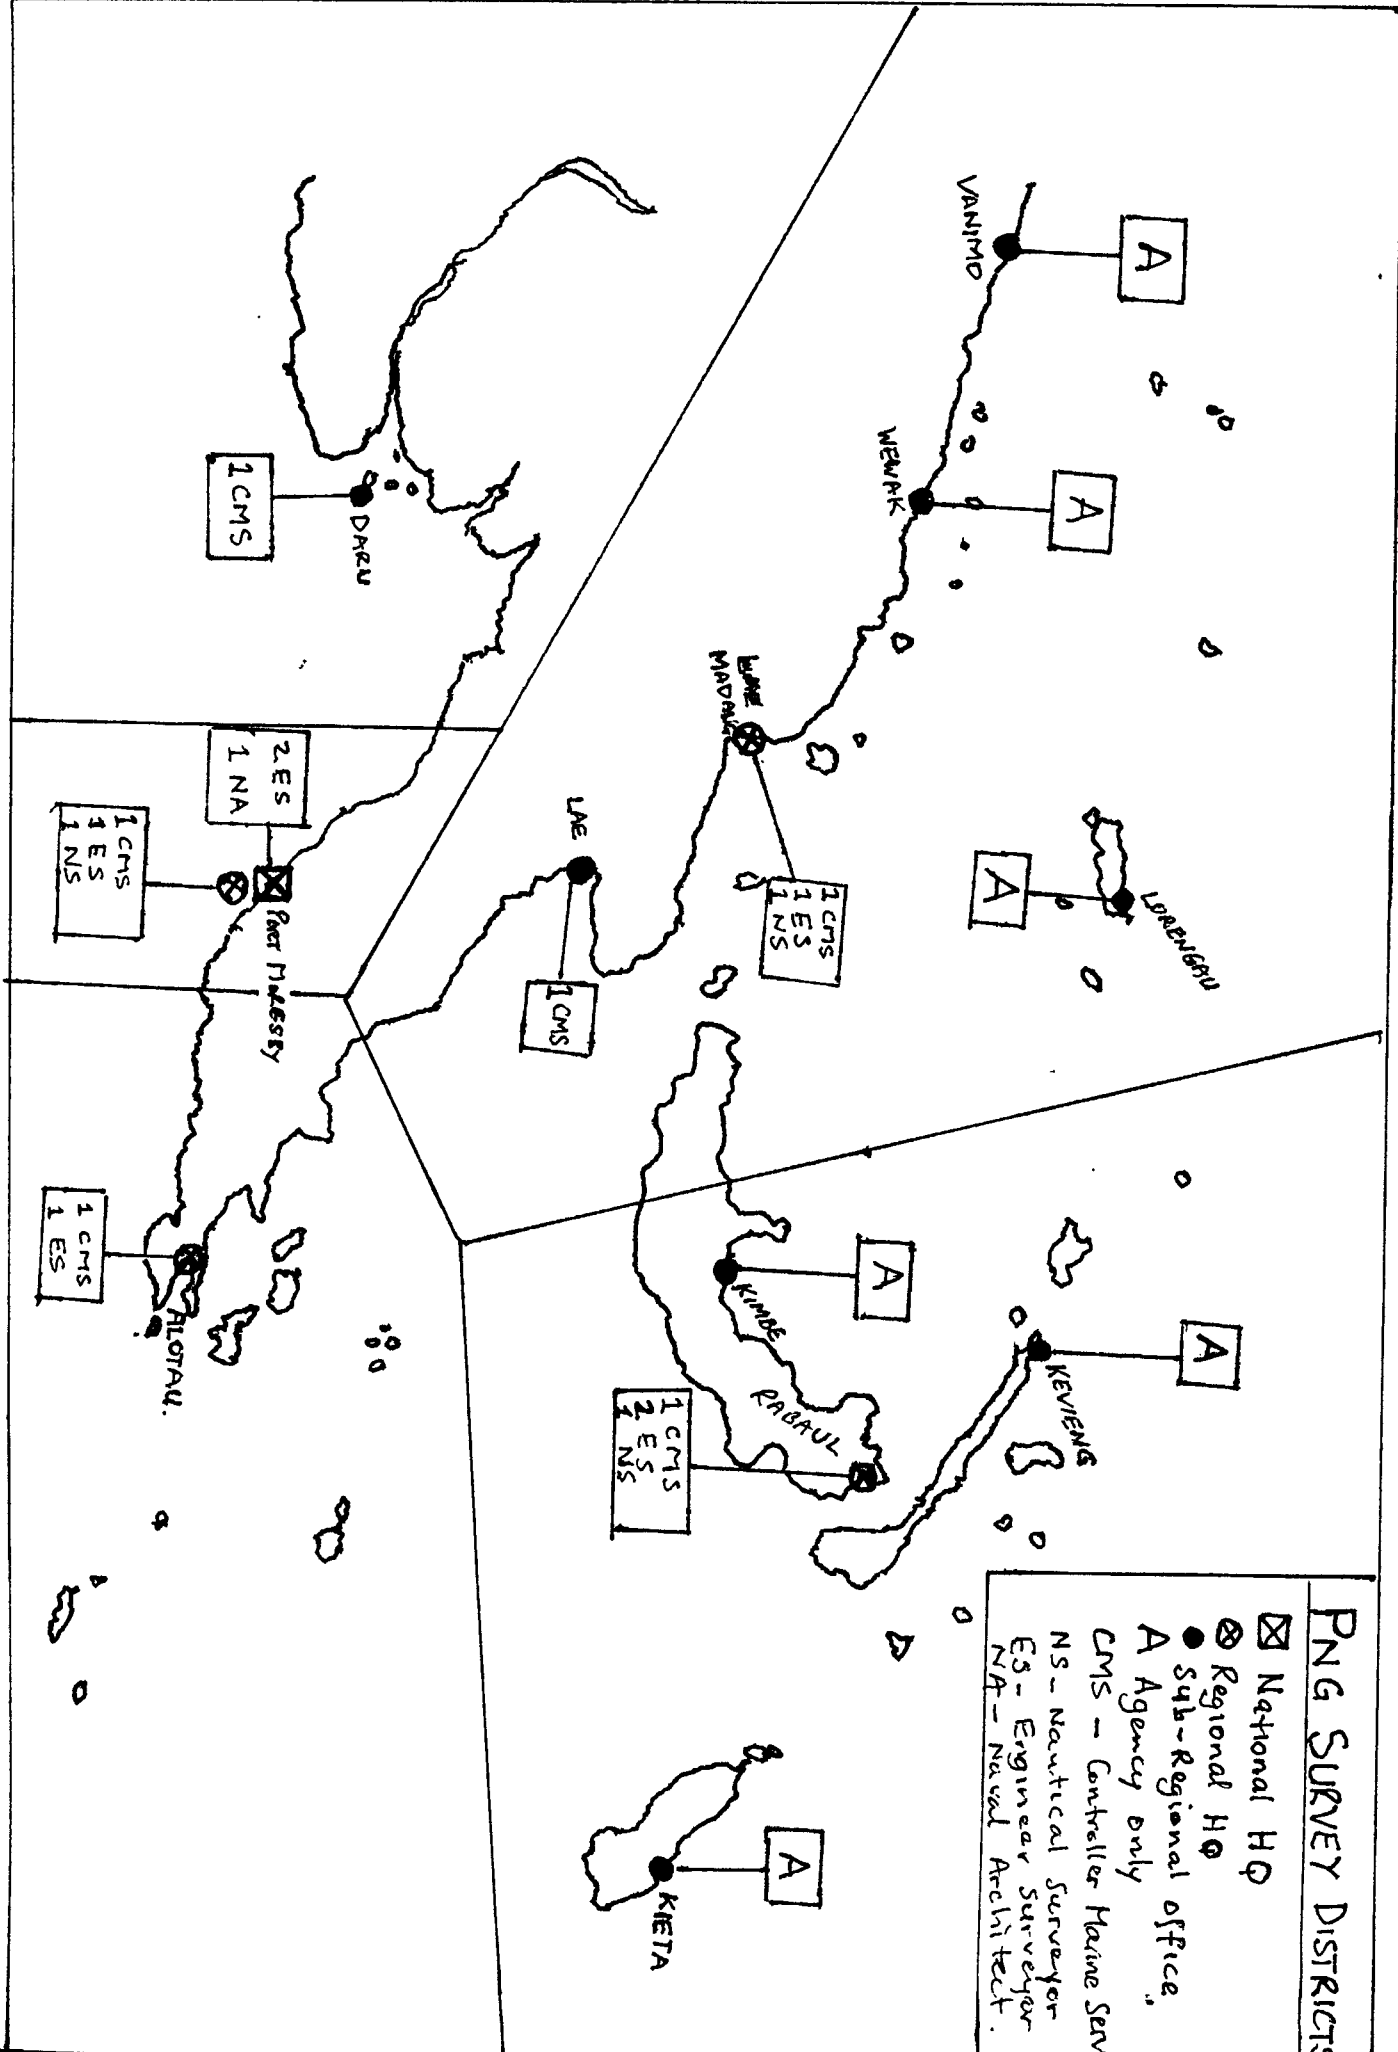 PNG SURVEY DISTRICTS
National HQ
Regional HQ
Sub-Regional office
A Agency only
CMS - Controller Marine Serv
NS - Nautical Surveyor
ES - Engineer Surveyor
NA - Naval Architect.
A
VANIMO
A
WEWAK
MADANG
1 CMS
1 ES
1 NS
A
LORENGAU
LAE
1 CMS
A
KEVIENG
A
KIMBE
RABAUL
1 CMS
2 ES
1 NS
A
KIETA
DARN
1 CMS
2 ES
1 NA
PORT MORESBY
1 CMS
1 ES
1 NS
ALOTAU.
1 CMS
1 ES